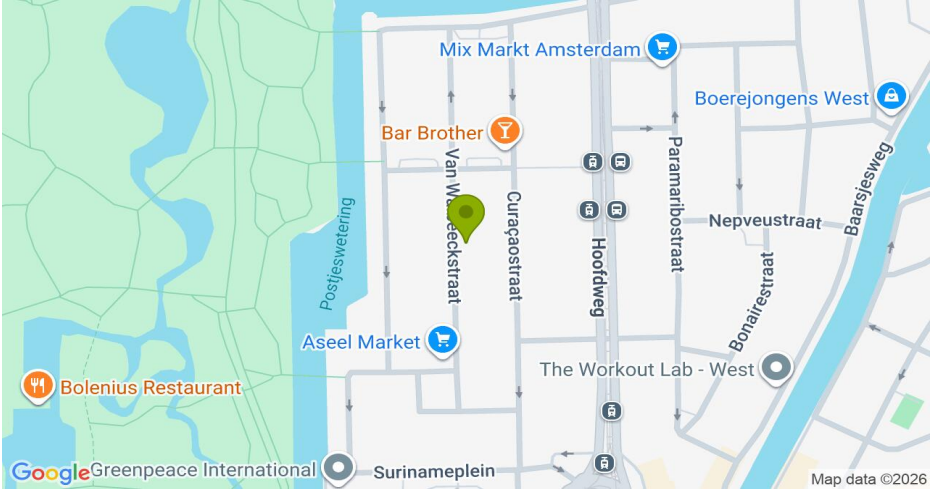 Mix Markt Amsterdam
Boerejongens West
Bar Brother
Baarsjesweg
Paramaribostraat
Postjeswetering
Curaçaostraat
Nepveustraat
Hoofdweg
Bonairestraat
Aseel Market
The Workout Lab - West
Bolenius Restaurant
Google
Greenpeace International
Surinameplein
Map data ©2026